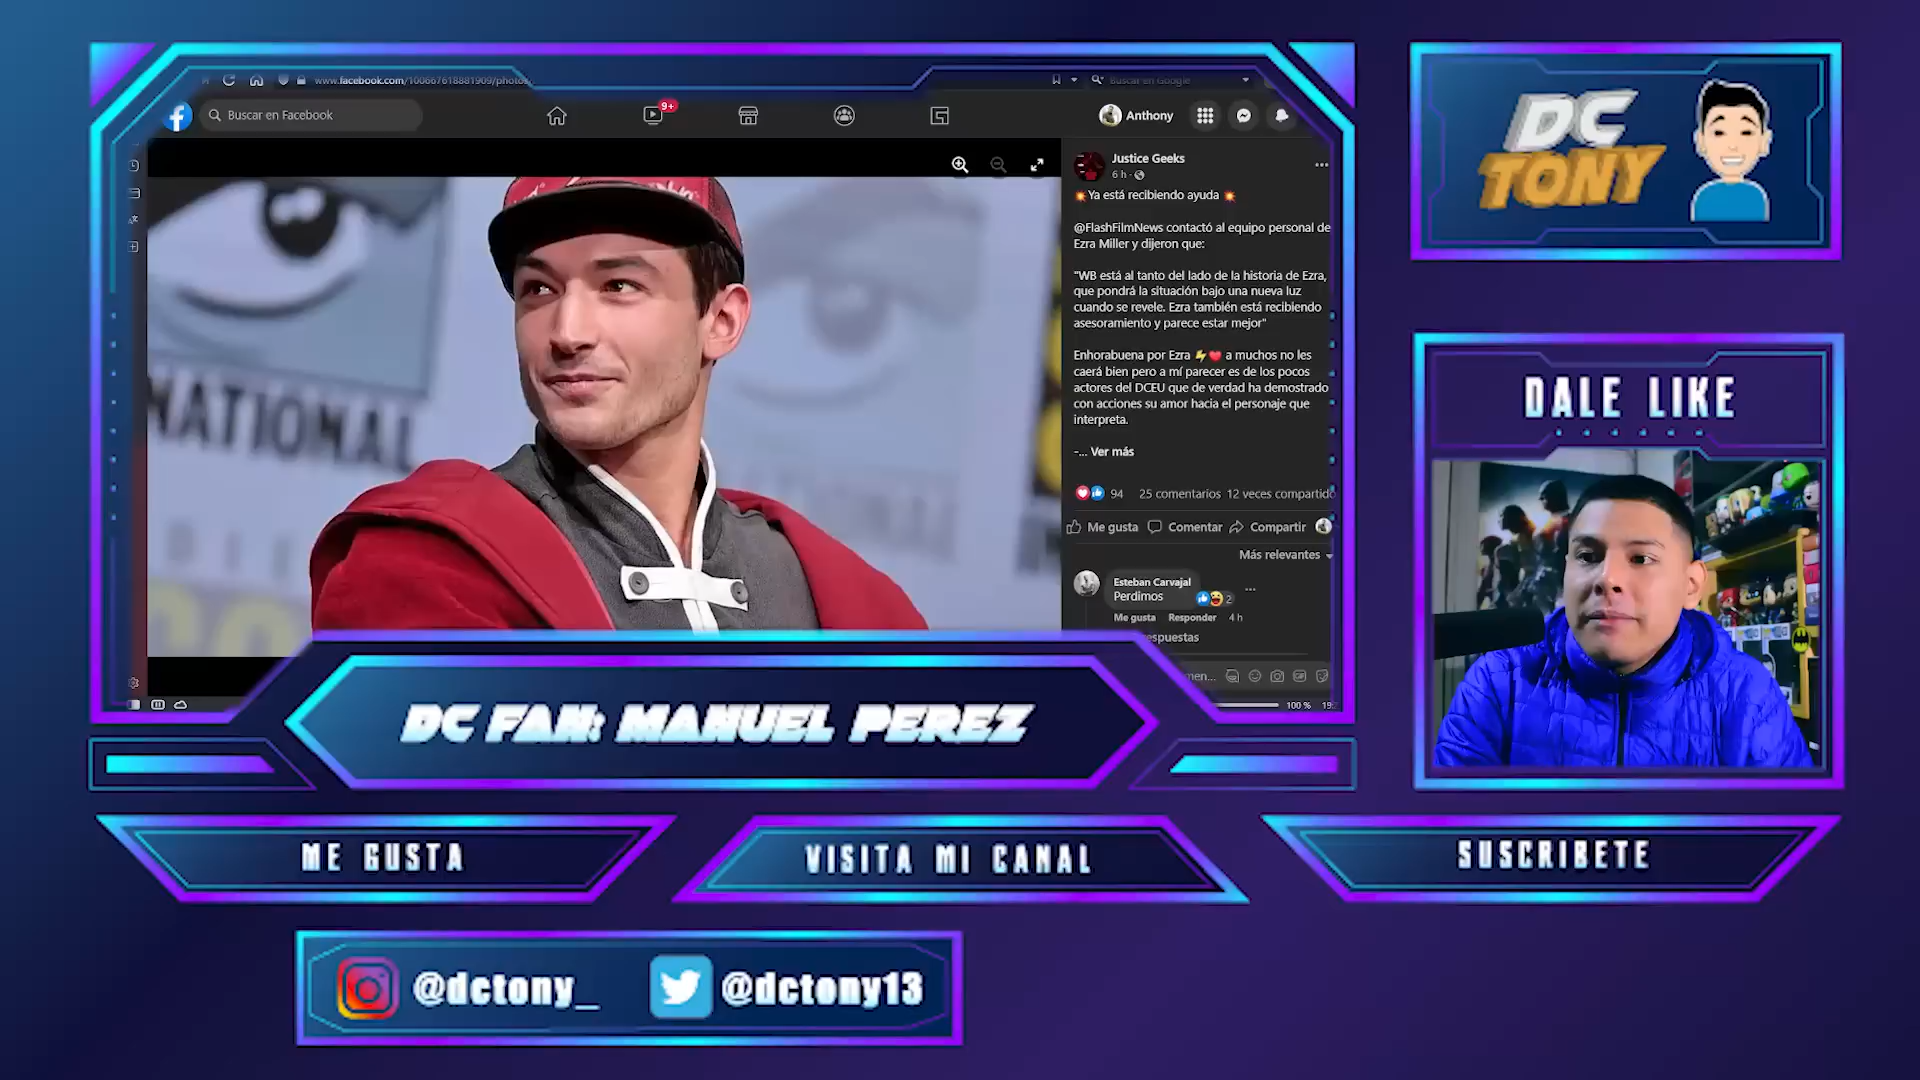 www.facebook.com/100667618881909/photos
Buscar en Google
Buscar en Facebook
9+
Anthony
Justice Geeks
6 h
💥Ya está recibiendo ayuda 💥
@FlashFilmNews contactó al equipo personal de
Ezra Miller y dijeron que:
"WB está al tanto del lado de la historia de Ezra,
que pondrá la situación bajo una nueva luz
cuando se revele. Ezra también está recibiendo
asesoramiento y parece estar mejor"
Enhorabuena por Ezra ⚡❤️ a muchos no les
caerá bien pero a mí parecer es de los pocos
actores del DCEU que de verdad ha demostrado
con acciones su amor hacia el personaje que
interpreta.
-... Ver más
94 25 comentarios 12 veces compartido
Me gusta Comentar Compartir
Más relevantes
Esteban Carvajal
Perdimos
2
Me gusta Responder 4 h
espuestas
100 %
NATIONAL
DC
TONY
DALE LIKE
DC FAN: MANUEL PEREZ
ME GUSTA
VISITA MI CANAL
SUSCRIBETE
@dctony_
@dctony13